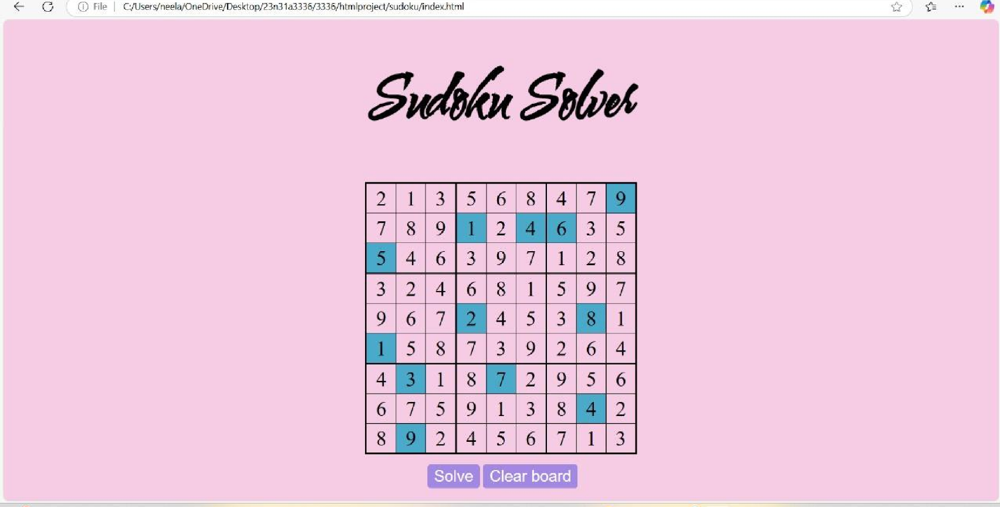 File C:/Users/neela/OneDrive/Desktop/23n31a3336/3336/htmlproject/sudoku/index.html
Sudoku Solver
2 1 3 5 6 8 4 7 9
7 8 9 1 2 4 6 3 5
5 4 6 3 9 7 1 2 8
3 2 4 6 8 1 5 9 7
9 6 7 2 4 5 3 8 1
1 5 8 7 3 9 2 6 4
4 3 1 8 7 2 9 5 6
6 7 5 9 1 3 8 4 2
8 9 2 4 5 6 7 1 3
Solve Clear board